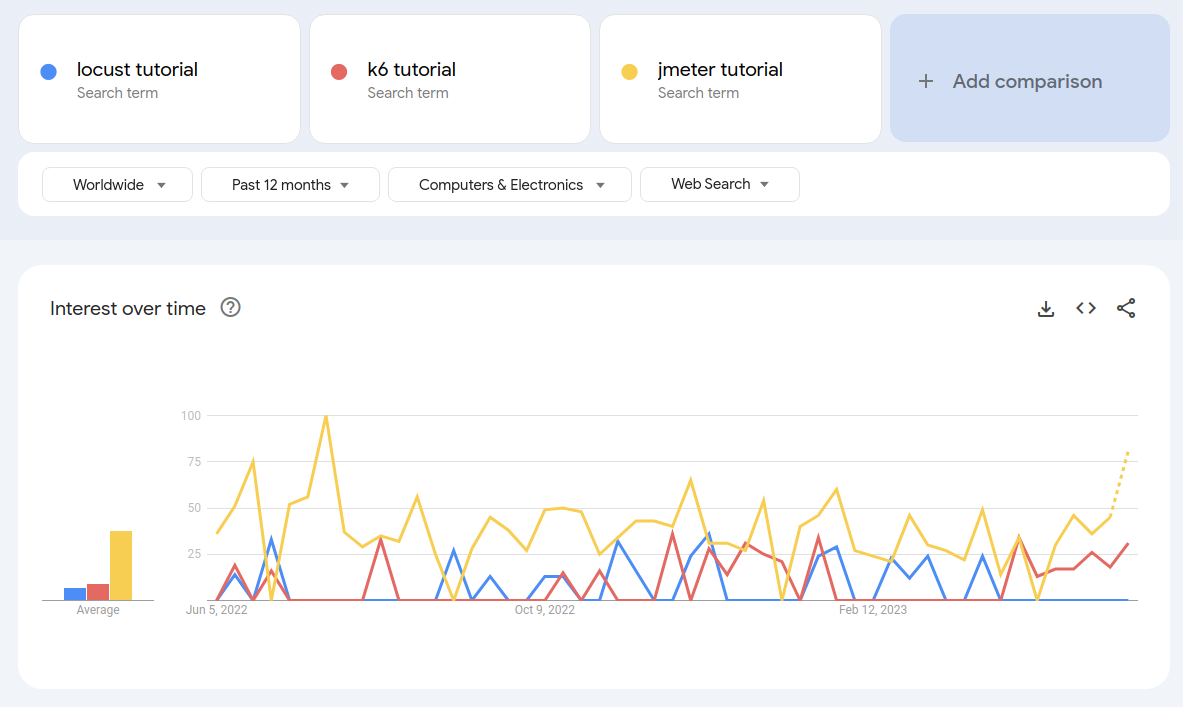 locust tutorial
Search term
k6 tutorial
Search term
jmeter tutorial
Search term
+ Add comparison
Worldwide
Past 12 months
Computers & Electronics
Web Search
Interest over time
?
100
75
50
25
Average
Jun 5, 2022
Oct 9, 2022
Feb 12, 2023